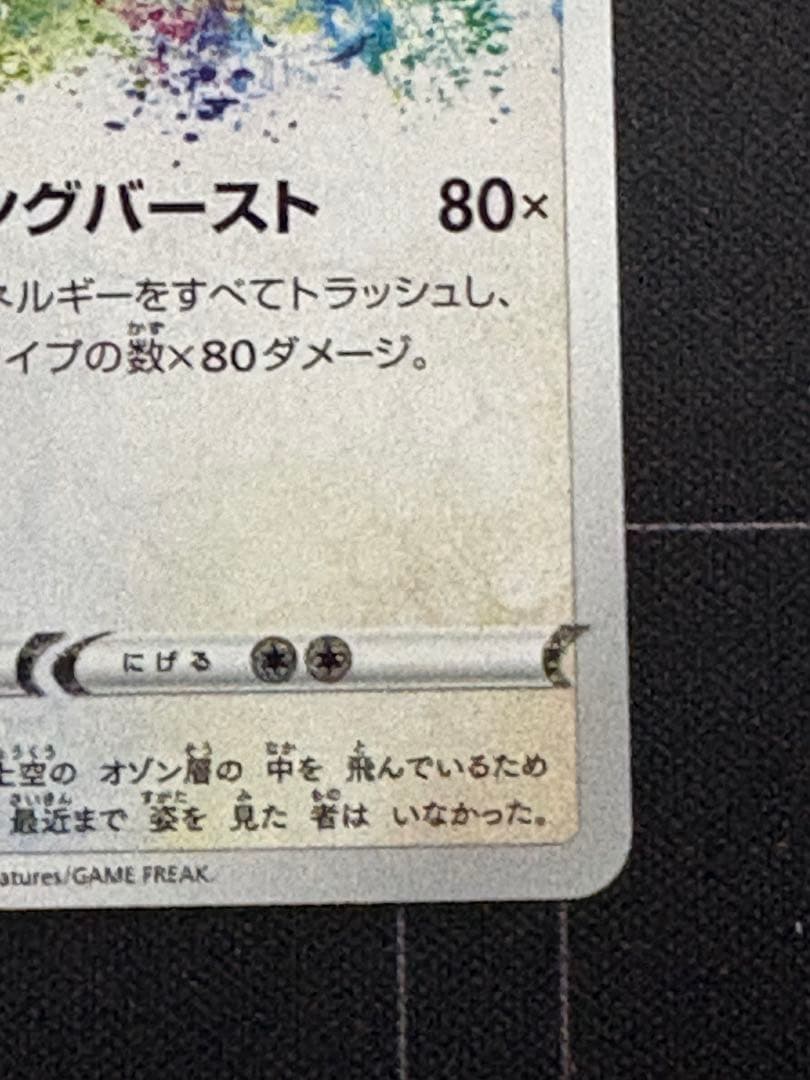 ングバースト 80×
ネルギーをすべてトラッシュし、
イプの数×80ダメージ。
にげる
上空の オゾン層の 中を 飛んでいるため
最近まで 姿を 見た 者は いなかった。
atures/GAME FREAK.